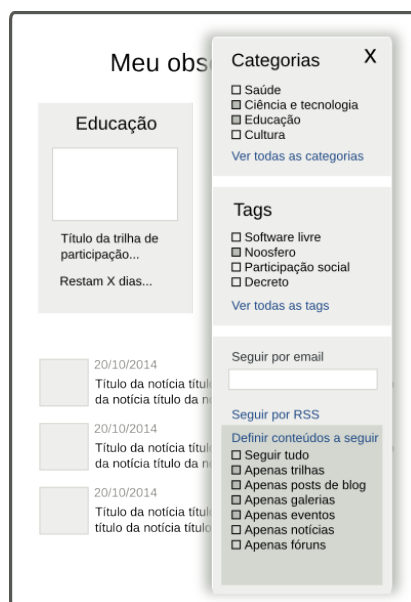 Meu obs
Educação
Título da trilha de
participação...
Restam X dias...
20/10/2014
Título da notícia títul
da notícia título da n
20/10/2014
Título da notícia títul
da notícia título da n
20/10/2014
Título da notícia títul
título da notícia título
Categorias X
Saúde
Ciência e tecnologia
Educação
Cultura
Ver todas as categorias
Tags
Software livre
Noosfero
Participação social
Decreto
Ver todas as tags
Seguir por email
Seguir por RSS
Definir conteúdos a seguir
Seguir tudo
Apenas trilhas
Apenas posts de blog
Apenas galerias
Apenas eventos
Apenas notícias
Apenas fóruns